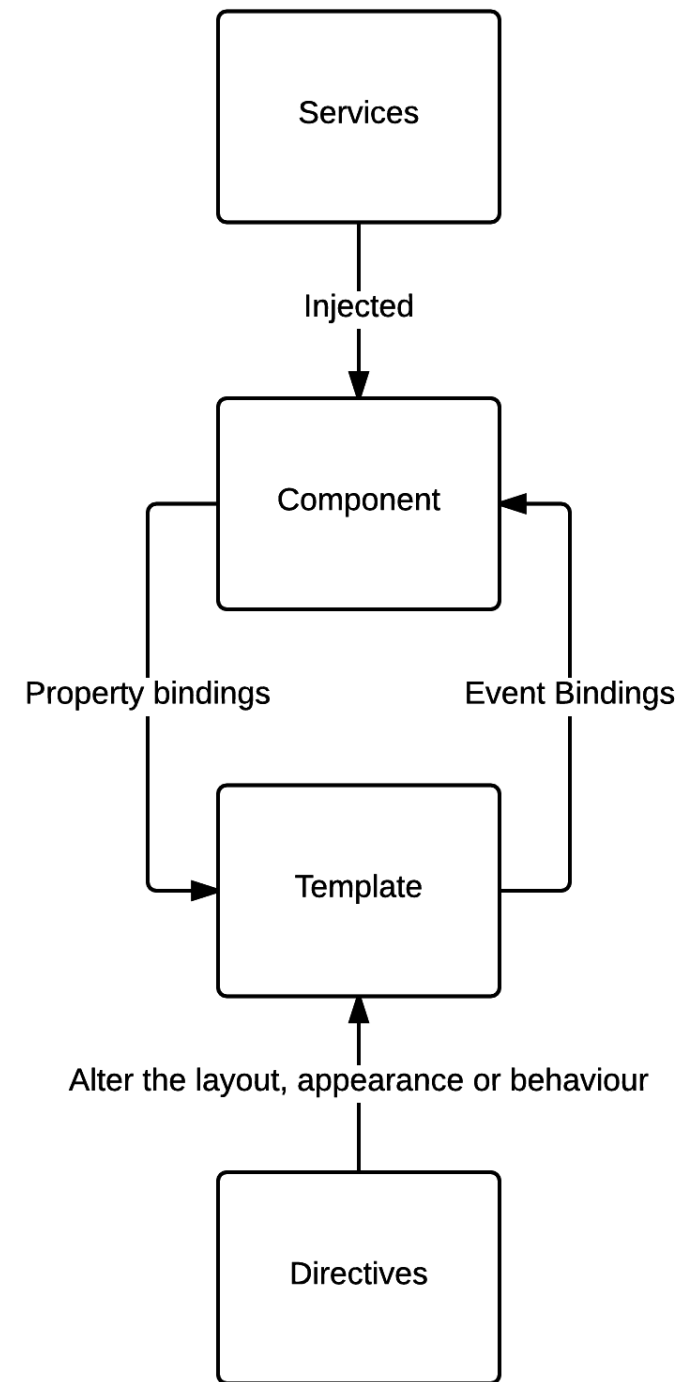 Services
Injected
Component
Property bindings
Event Bindings
Template
Alter the layout, appearance or behaviour
Directives